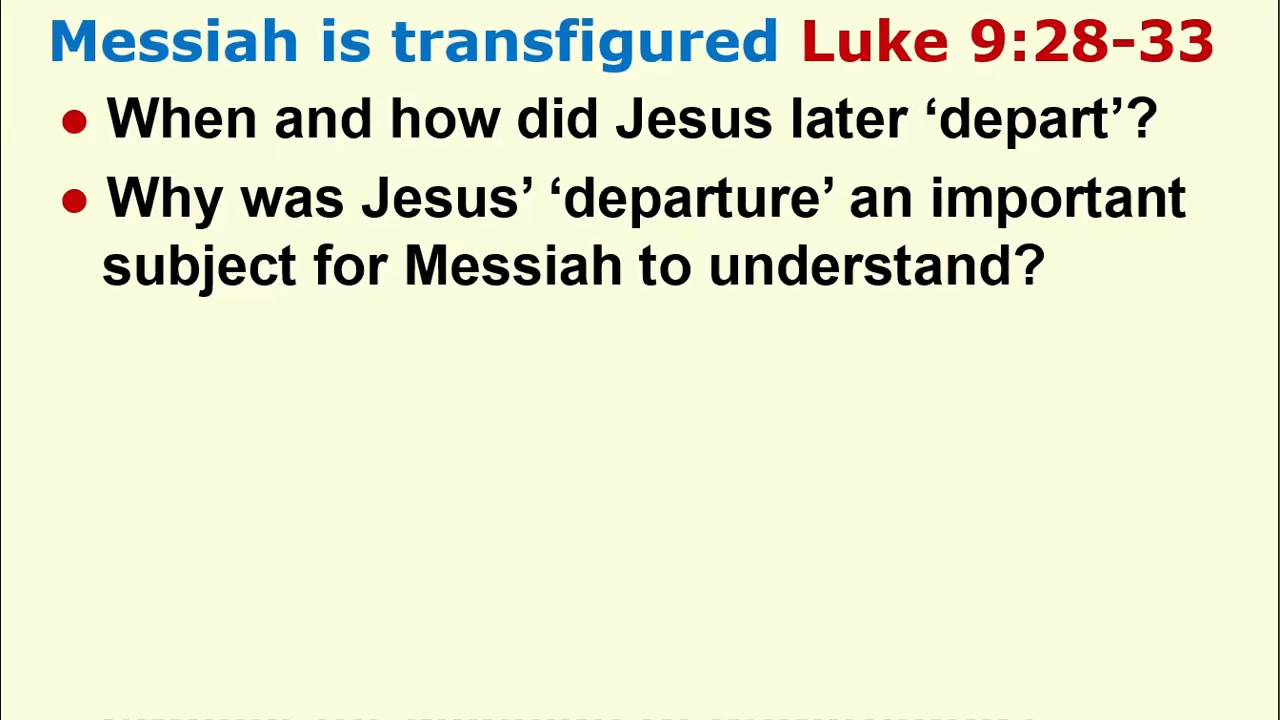 Messiah is transfigured Luke 9:28-33
● When and how did Jesus later ‘depart’?
● Why was Jesus’ ‘departure’ an important
subject for Messiah to understand?